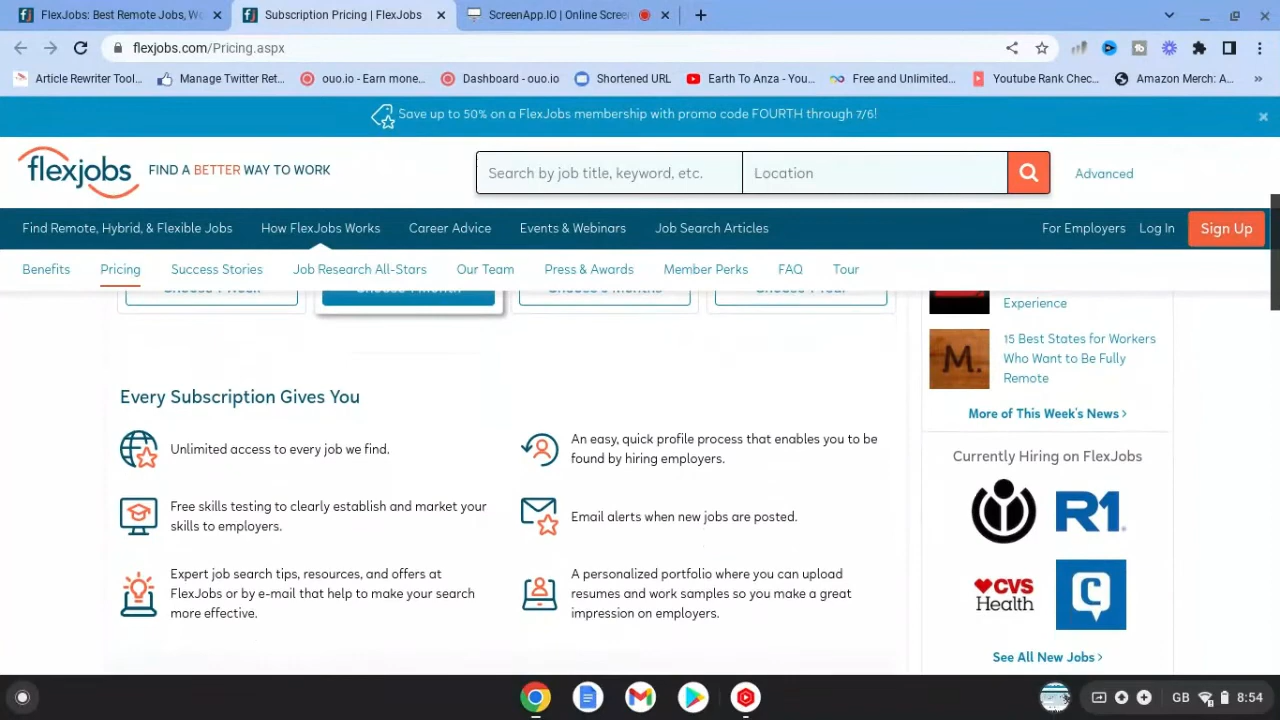 FlexJobs: Best Remote Jobs, Wo
Subscription Pricing | FlexJobs
ScreenApp.IO | Online Screen
flexjobs.com/Pricing.aspx
Article Rewriter Tool...
Manage Twitter Ret...
ouo.io - Earn mone...
Dashboard - ouo.io
Shortened URL
Earth To Anza - You...
Free and Unlimited...
Youtube Rank Chec...
Amazon Merch: A...
Save up to 50% on a FlexJobs membership with promo code FOURTH through 7/6!
flexjobs FIND A BETTER WAY TO WORK
Search by job title, keyword, etc.
Location
Advanced
Find Remote, Hybrid, & Flexible Jobs
How FlexJobs Works
Career Advice
Events & Webinars
Job Search Articles
For Employers
Log In
Sign Up
Benefits
Pricing
Success Stories
Job Research All-Stars
Our Team
Press & Awards
Member Perks
FAQ
Tour
Experience
15 Best States for Workers
Who Want to Be Fully
Remote
More of This Week's News >
Every Subscription Gives You
Unlimited access to every job we find.
An easy, quick profile process that enables you to be
found by hiring employers.
Free skills testing to clearly establish and market your
skills to employers.
Email alerts when new jobs are posted.
Expert job search tips, resources, and offers at
FlexJobs or by e-mail that help to make your search
more effective.
A personalized portfolio where you can upload
resumes and work samples so you make a great
impression on employers.
Currently Hiring on FlexJobs
R1
CVS
Health
See All New Jobs >
GB
8:54